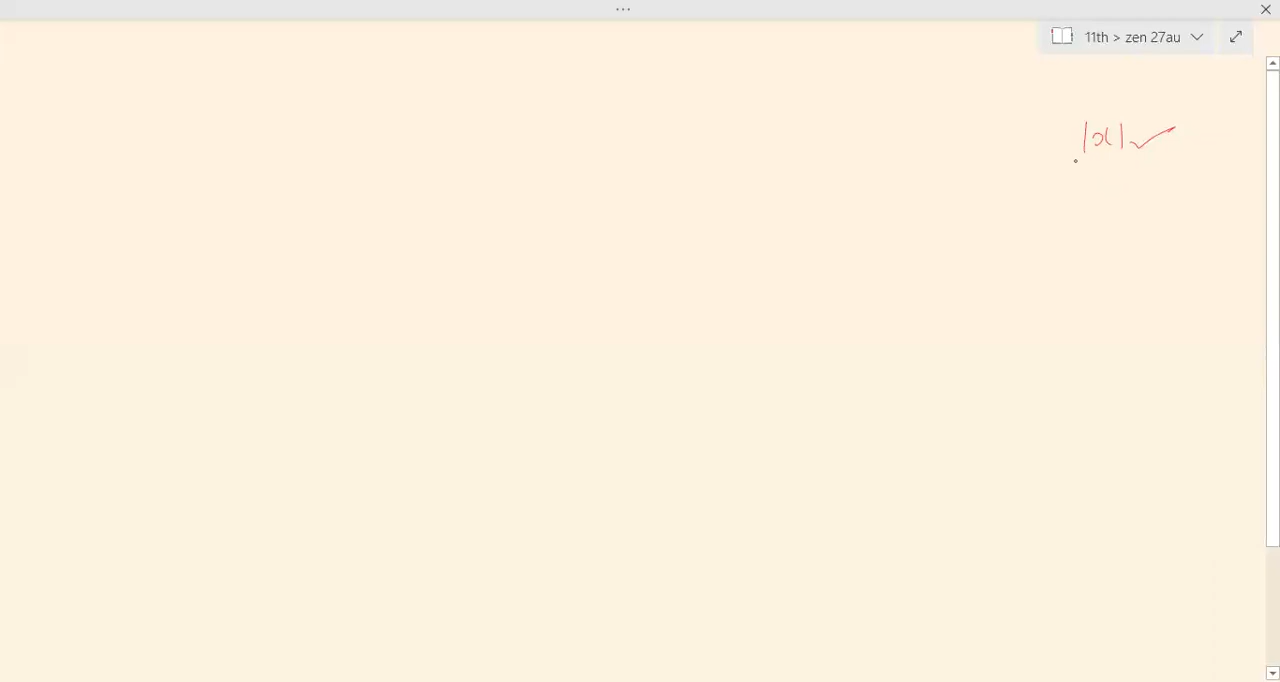 ...
11th > zen 27au
|x| ✓